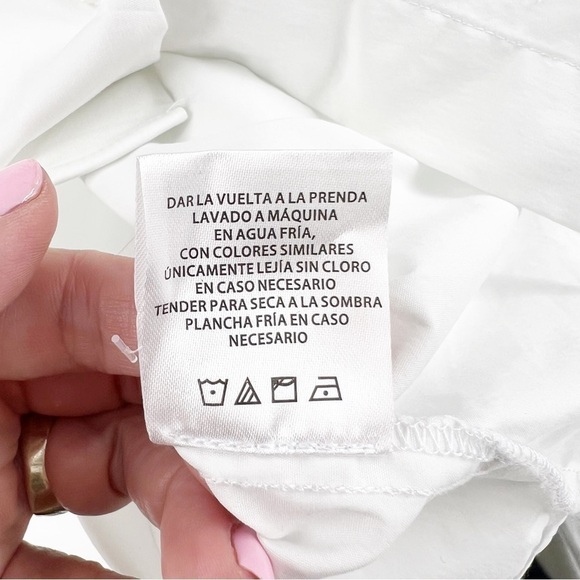 DAR LA VUELTA A LA PRENDA
LAVADO A MÁQUINA
EN AGUA FRÍA,
CON COLORES SIMILARES
ÚNICAMENTE LEJÍA SIN CLORO
EN CASO NECESARIO
TENDER PARA SECA A LA SOMBRA
PLANCHA FRÍA EN CASO
NECESARIO